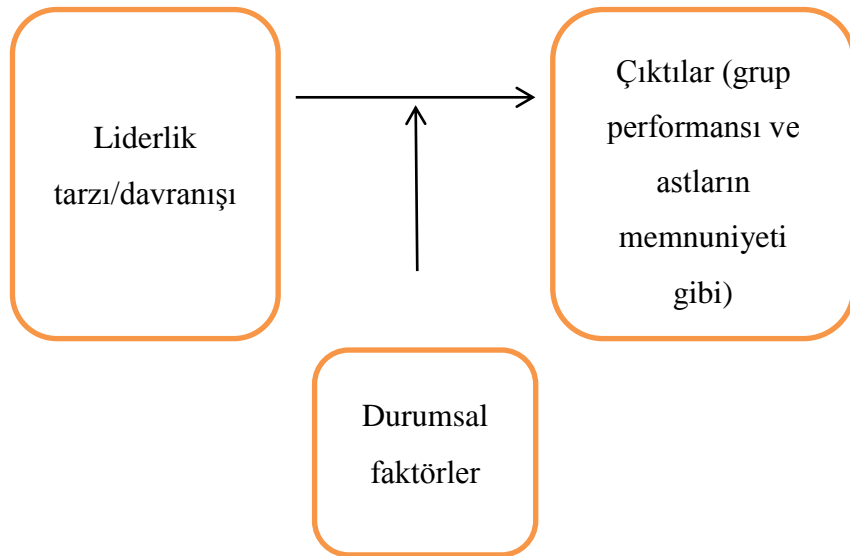 Liderlik
tarzı/davranışı
Çıktılar (grup
performansı ve
astların
memnuniyeti
gibi)
Durumsal
faktörler